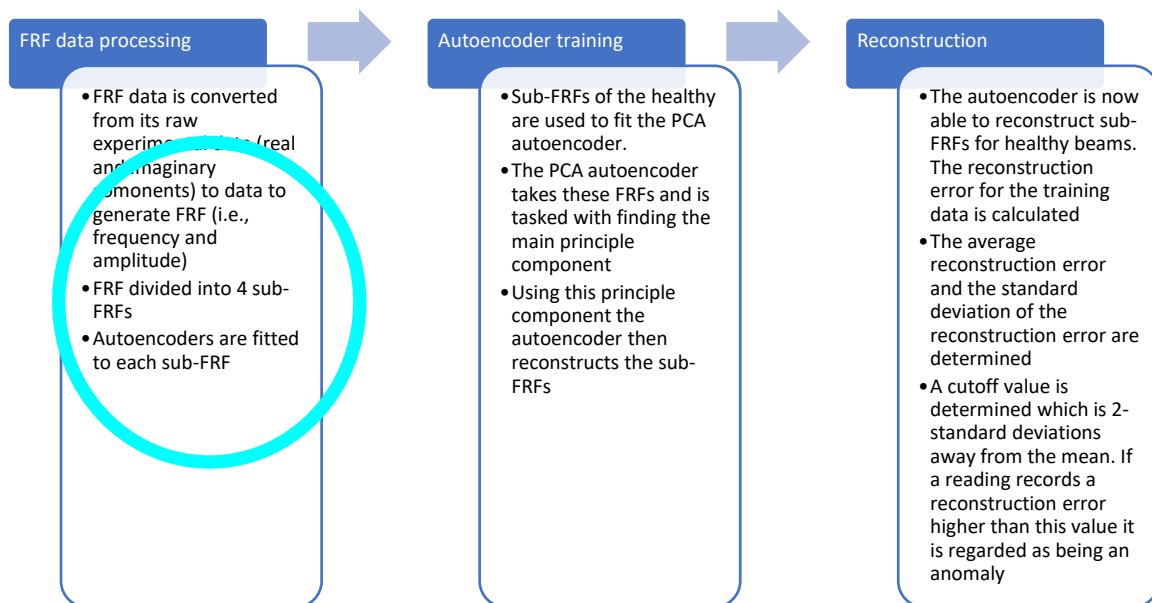 FRF data processing
•FRF data is converted
from its raw
(real
and imaginary
comonents) to data to
generate FRF (i.e.,
frequency and
amplitude)
•FRF divided into 4 sub-
FRFs
•Autoencoders are fitted
to each sub-FRF
Autoencoder training
•Sub-FRFs of the healthy
are used to fit the PCA
autoencoder.
•The PCA autoencoder
takes these FRFs and is
tasked with finding the
main principle
component
•Using this principle
component the
autoencoder then
reconstructs the sub-
FRFs
Reconstruction
•The autoencoder is now
able to reconstruct sub-
FRFs for healthy beams.
The reconstruction
error for the training
data is calculated
•The average
reconstruction error
and the standard
deviation of the
reconstruction error are
determined
•A cutoff value is
determined which is 2-
standard deviations
away from the mean. If
a reading records a
reconstruction error
higher than this value it
is regarded as being an
anomaly